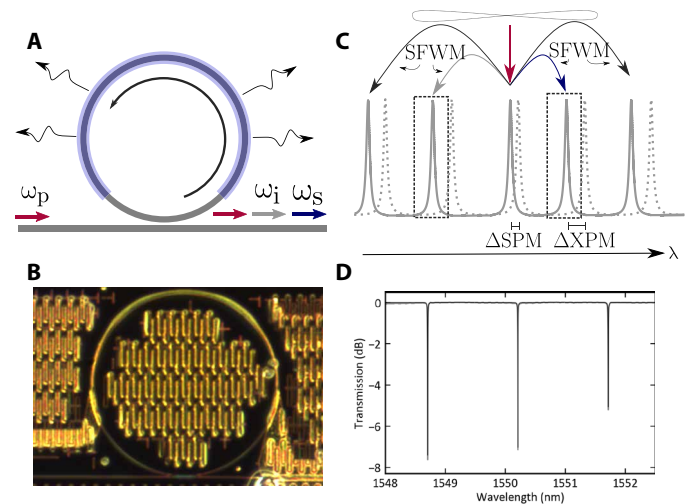 A
ωp
ωi
ωs
B
C
SFWM
SFWM
ΔSPM
ΔXPM
λ
D
0
−2
−4
−6
−8
Transmission (dB)
1548
1549
1550
1551
1552
Wavelength (nm)